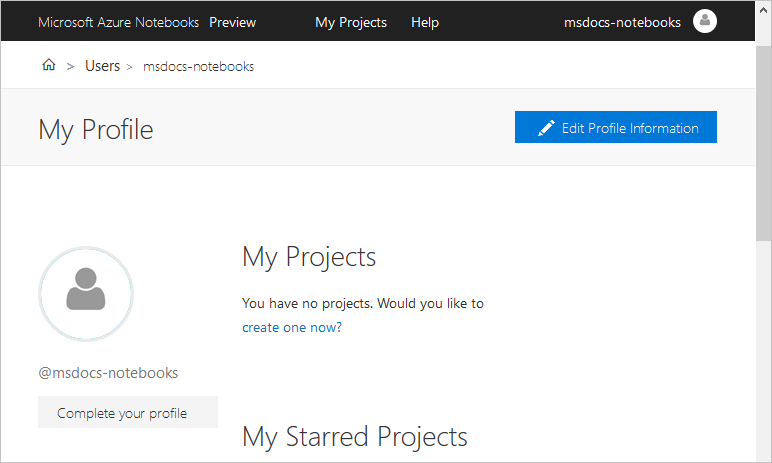 Microsoft Azure Notebooks Preview My Projects Help msdocs-notebooks
> Users > msdocs-notebooks
My Profile
Edit Profile Information
My Projects
You have no projects. Would you like to
create one now?
@msdocs-notebooks
Complete your profile
My Starred Projects